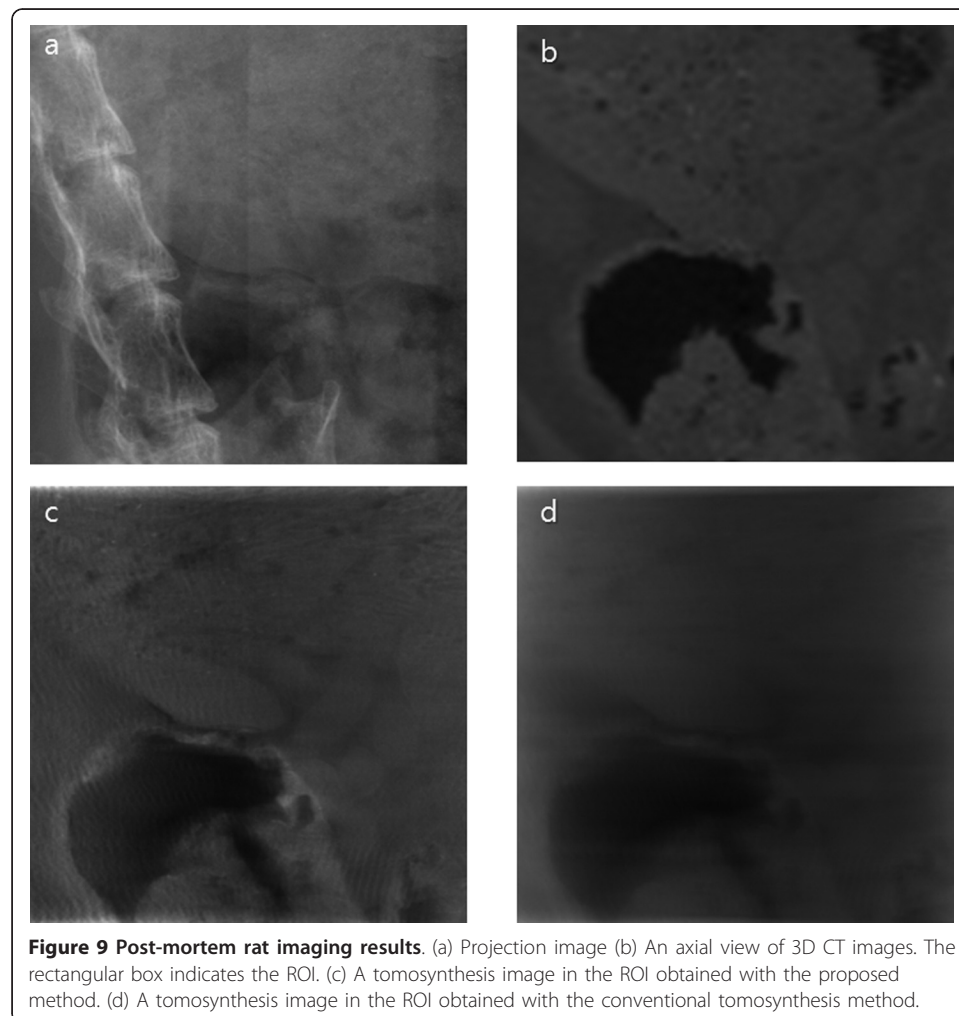 a
b
c
d
Figure 9 Post-mortem rat imaging results. (a) Projection image (b) An axial view of 3D CT images. The
rectangular box indicates the ROI. (c) A tomosynthesis image in the ROI obtained with the proposed
method. (d) A tomosynthesis image in the ROI obtained with the conventional tomosynthesis method.